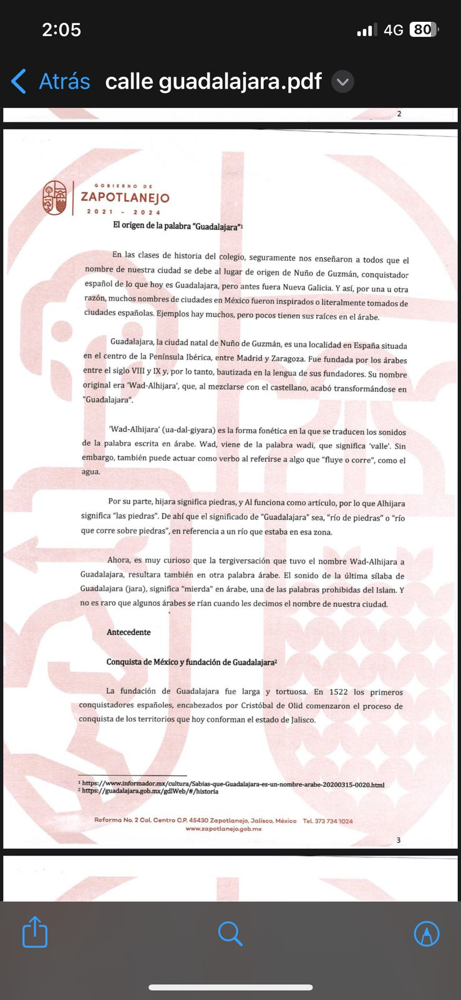 2:05
4G 80
Atrás calle guadalajara.pdf
2
GOBIERNO DE
ZAPOTLANEJO
2021 - 2024
El origen de la palabra “Guadalajara”¹
En las clases de historia del colegio, seguramente nos enseñaron a todos que el
nombre de nuestra ciudad se debe al lugar de origen de Nuño de Guzmán, conquistador
español de lo que hoy es Guadalajara, pero antes fuera Nueva Galicia. Y así, por una u otra
razón, muchos nombres de ciudades en México fueron inspirados o literalmente tomados de
ciudades españolas. Ejemplos hay muchos, pero pocos tienen sus raíces en el árabe.
Guadalajara, la ciudad natal de Nuño de Guzmán, es una localidad en España situada
en el centro de la Península Ibérica, entre Madrid y Zaragoza. Fue fundada por los árabes
entre el siglo VIII y IX y, por lo tanto, bautizada en la lengua de sus fundadores. Su nombre
original era ‘Wad-Alhijara’, que, al mezclarse con el castellano, acabó transformándose en
“Guadalajara”.
‘Wad-Alhijara’ (ua-dal-giyara) es la forma fonética en la que se traducen los sonidos
de la palabra escrita en árabe. Wad, viene de la palabra wadi, que significa ‘valle’. Sin
embargo, también puede actuar como verbo al referirse a algo que “fluye o corre”, como el
agua.
Por su parte, hijara significa piedras, y Al funciona como artículo, por lo que Alhijara
significa “las piedras”. De ahí que el significado de “Guadalajara” sea, “río de piedras” o “río
que corre sobre piedras”, en referencia a un río que estaba en esa zona.
Ahora, es muy curioso que la tergiversación que tuvo el nombre Wad-Alhijara a
Guadalajara, resultara también en otra palabra árabe. El sonido de la última sílaba de
Guadalajara (jara), significa “mierda” en árabe, una de las palabras prohibidas del Islam. Y
no es raro que algunos árabes se rían cuando les decimos el nombre de nuestra ciudad.
Antecedente
Conquista de México y fundación de Guadalajara²
La fundación de Guadalajara fue larga y tortuosa. En 1522 los primeros
conquistadores españoles, encabezados por Cristóbal de Olid comenzaron el proceso de
conquista de los territorios que hoy conforman el estado de Jalisco.
¹ https://www.informador.mx/cultura/Sabias-que-Guadalajara-es-un-nombre-arabe-20200315-0020.html
² https://guadalajara.gob.mx/gdlWeb/#/historia
Reforma No. 2 Col. Centro C.P. 45430 Zapotlanejo, Jalisco, México Tel. 373 734 1024
www.zapotlanejo.gob.mx
3